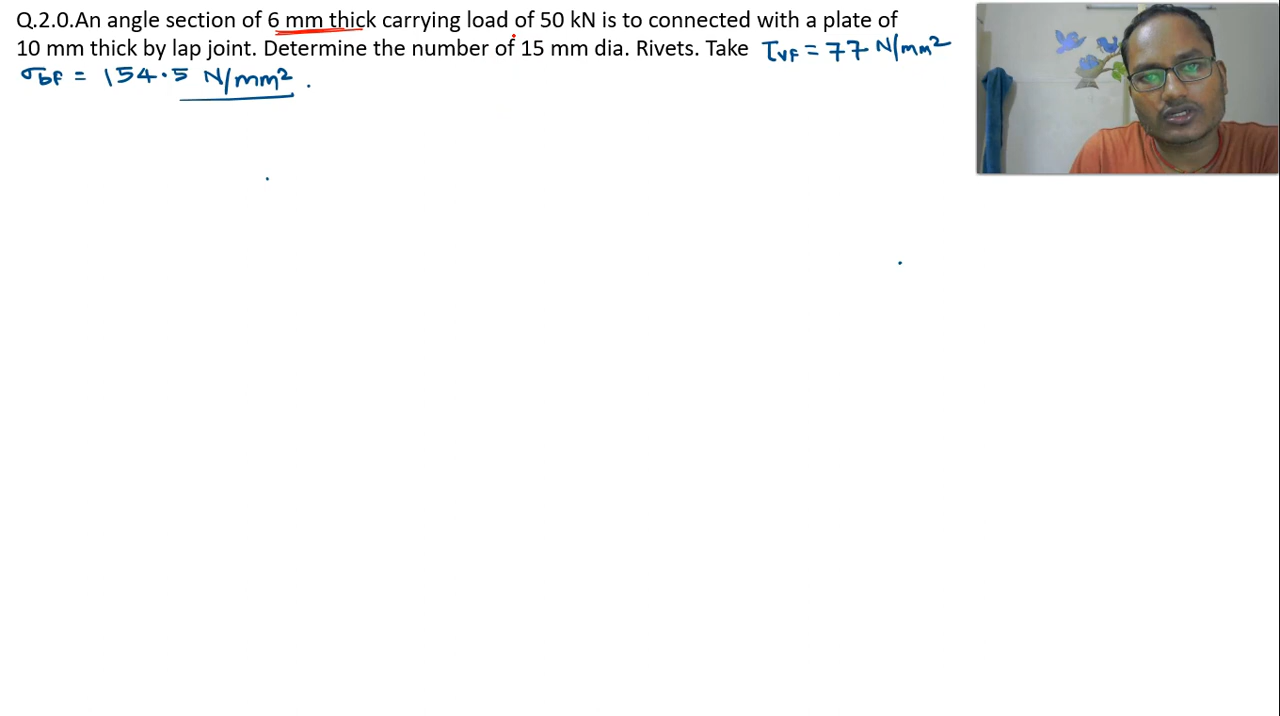 Q.2.0.An angle section of 6 mm thick carrying load of 50 kN is to connected with a plate of
10 mm thick by lap joint. Determine the number of 15 mm dia. Rivets. Take τvf = 77 N/mm²
σbf = 154.5 N/mm².